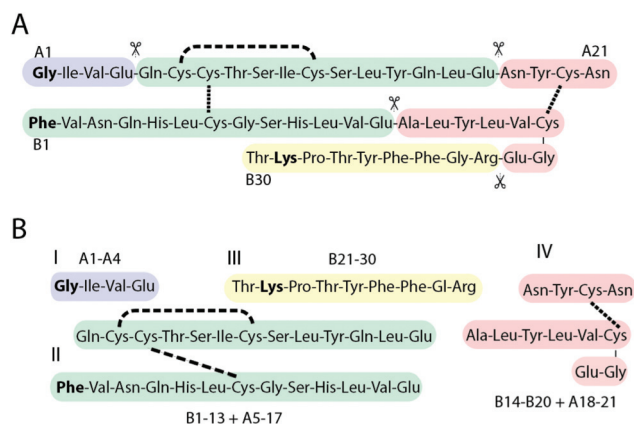 A
A1
A21
Gly-Ile-Val-Glu-Gln-Cys-Cys-Thr-Ser-Ile-Cys-Ser-Leu-Tyr-Gln-Leu-Glu-Asn-Tyr-Cys-Asn
Phe-Val-Asn-Gln-His-Leu-Cys-Gly-Ser-His-Leu-Val-Glu-Ala-Leu-Tyr-Leu-Val-Cys
B1
Thr-Lys-Pro-Thr-Tyr-Phe-Phe-Gly-Arg-Glu-Gly
B30
B
I
A1-A4
III
B21-30
IV
Gly-Ile-Val-Glu
Thr-Lys-Pro-Thr-Tyr-Phe-Phe-Gl-Arg
Asn-Tyr-Cys-Asn
Gln-Cys-Cys-Thr-Ser-Ile-Cys-Ser-Leu-Tyr-Gln-Leu-Glu
Ala-Leu-Tyr-Leu-Val-Cys
II
Glu-Gly
Phe-Val-Asn-Gln-His-Leu-Cys-Gly-Ser-His-Leu-Val-Glu
B1-13 + A5-17
B14-B20 + A18-21